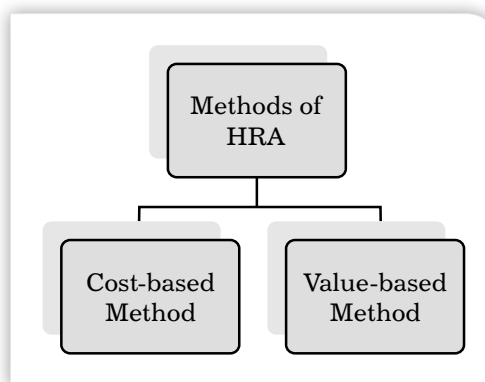 Methods of
HRA
Cost-based
Method
Value-based
Method